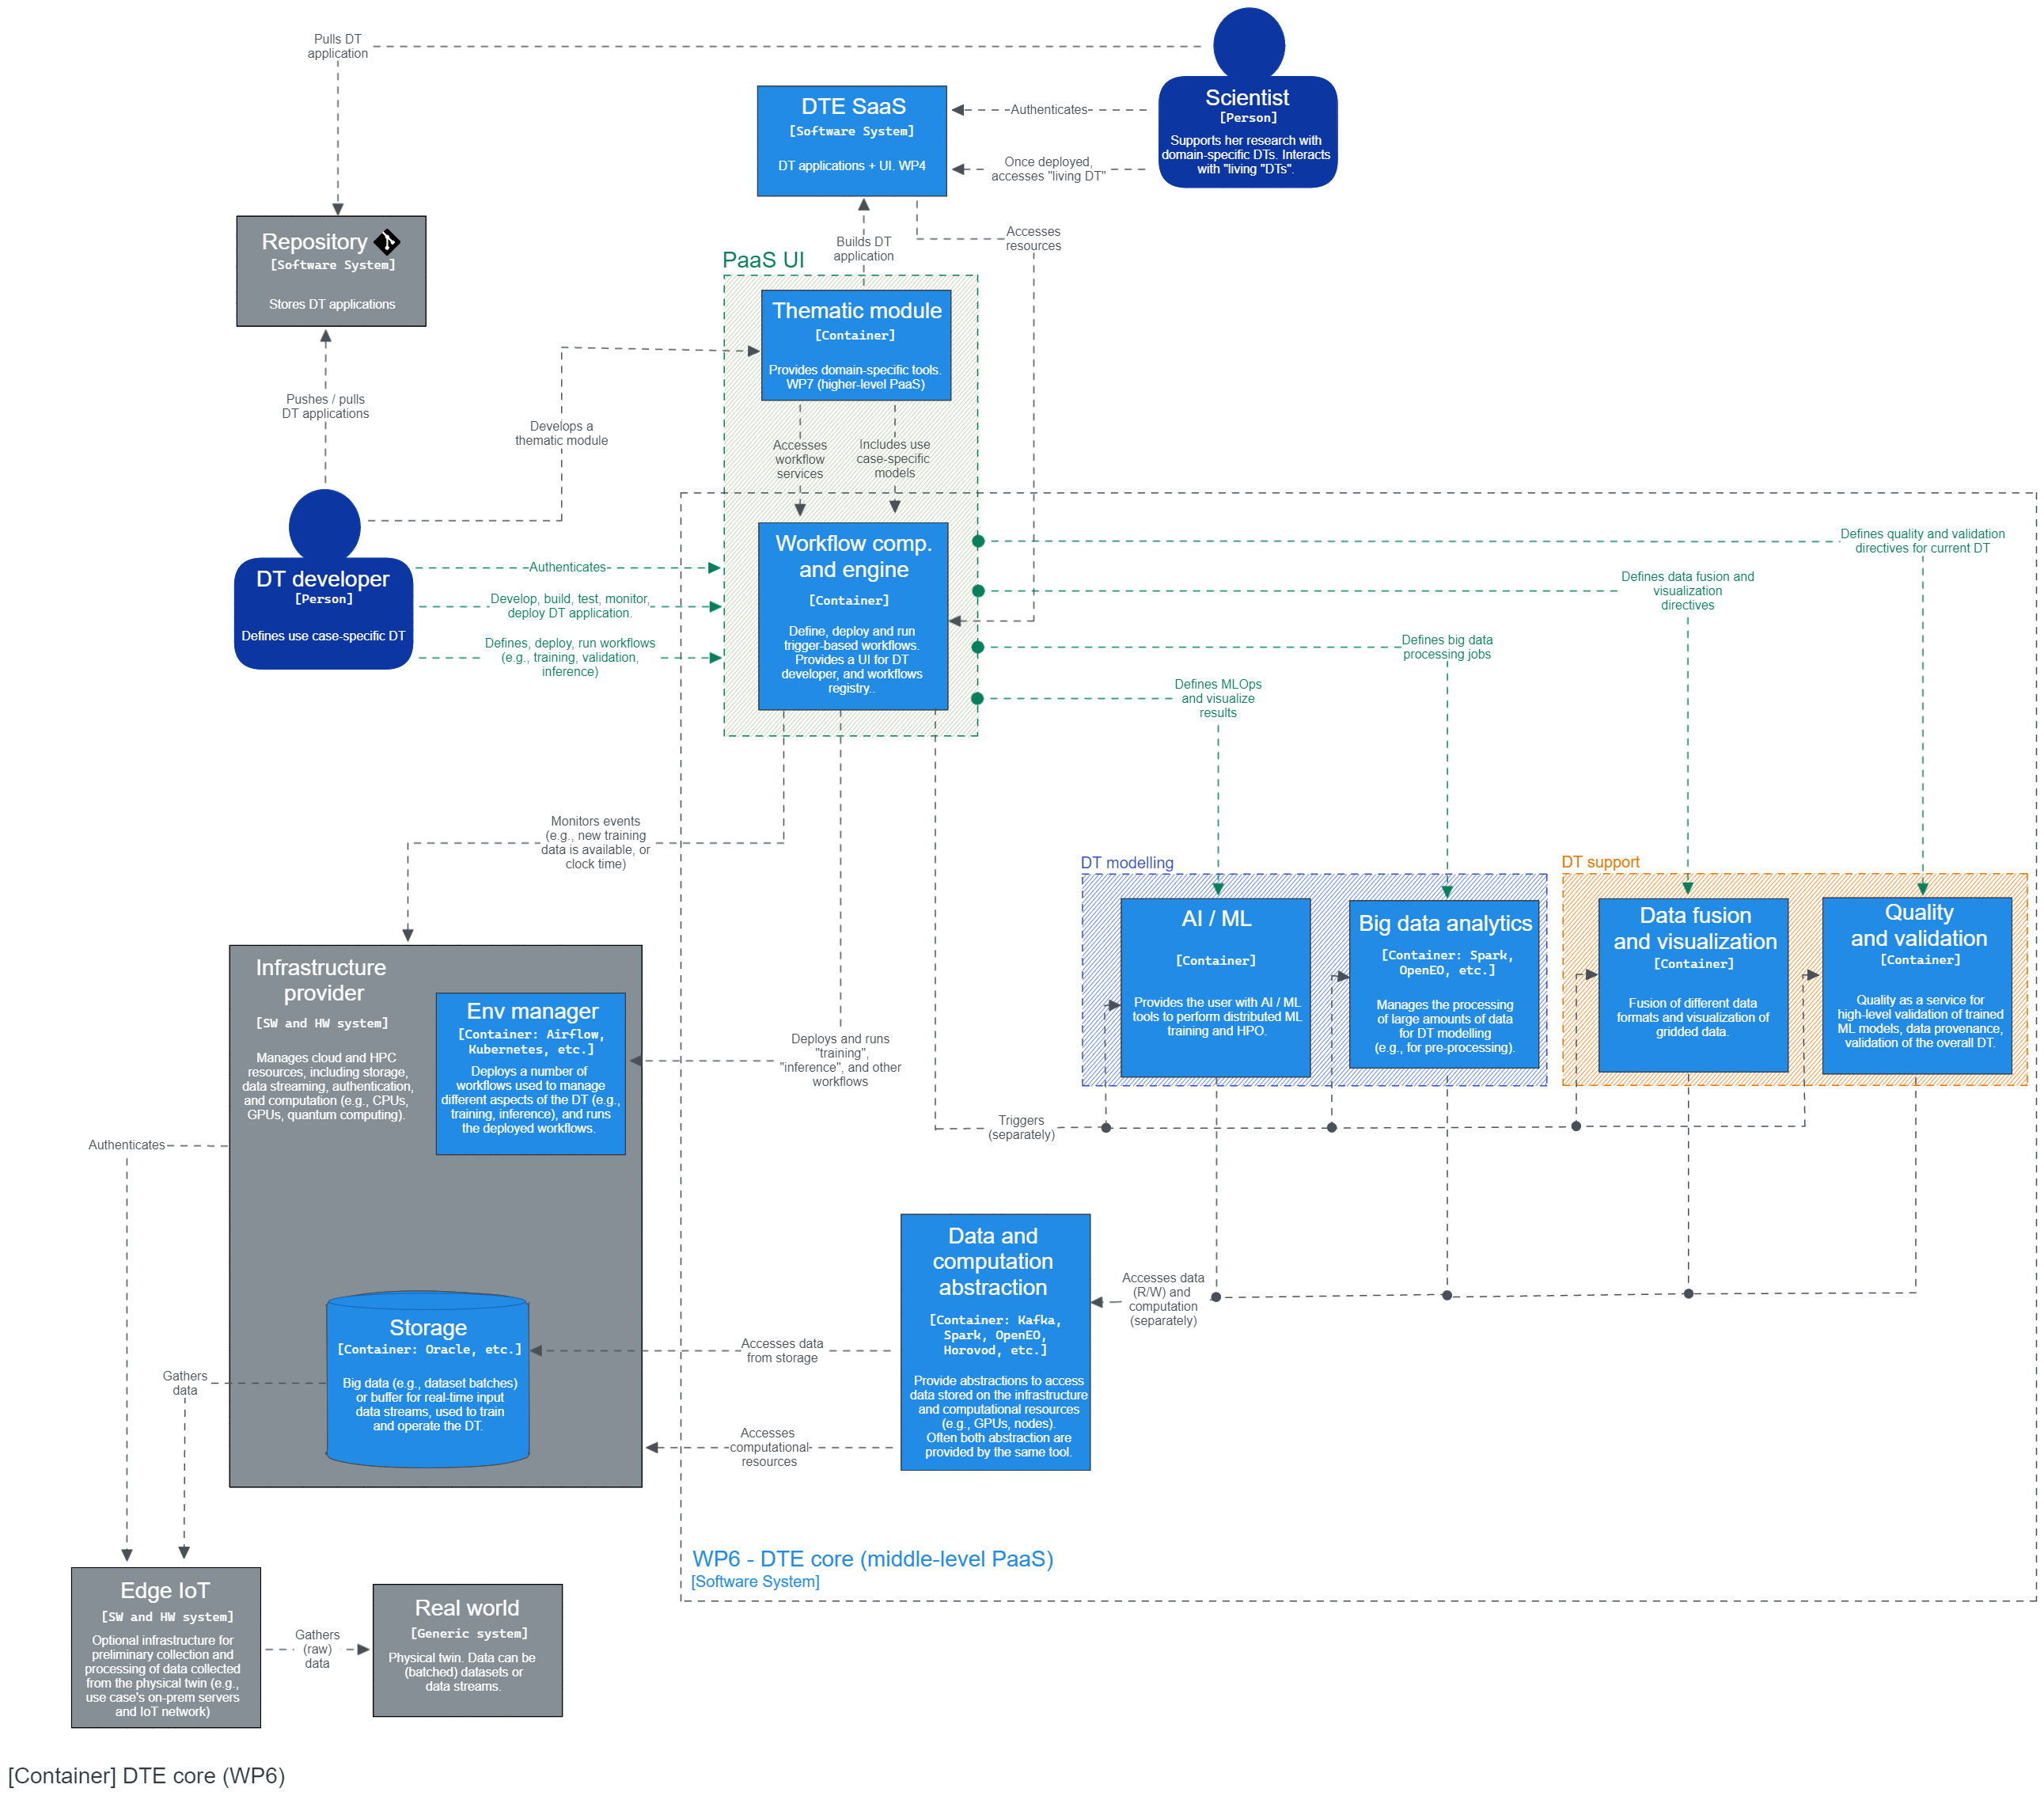 Pulls DT
application
Scientist
[Person]
Supports her research with
domain-specific DTs. Interacts
with "living "DTs".
DTE SaaS
[Software System]
DT applications + UI. WP4
Authenticates
Once deployed,
accesses "living DT"
Repository
[Software System]
Stores DT applications
Builds DT
application
Accesses
resources
PaaS UI
Thematic module
[Container]
Provides domain-specific tools.
WP7 (higher-level PaaS)
Pushes / pulls
DT applications
Develops a
thematic module
Accesses
workflow
services
Includes use
case-specific
models
DT developer
[Person]
Defines use case-specific DT
Authenticates
Develop, build, test, monitor,
deploy DT application.
Defines, deploy, run workflows
(e.g., training, validation,
inference)
Workflow comp.
and engine
[Container]
Define, deploy and run
trigger-based workflows.
Provides a UI for DT
developer, and workflows
registry..
Defines quality and validation
directives for current DT
Defines data fusion and
visualization
directives
Defines big data
processing jobs
Defines MLOps
and visualize
results
Monitors events
(e.g., new training
data is available, or
clock time)
DT modelling
DT support
AI / ML
[Container]
Provides the user with AI / ML
tools to perform distributed ML
training and HPO.
Big data analytics
[Container: Spark,
OpenEO, etc.]
Manages the processing
of large amounts of data
for DT modelling
(e.g., for pre-processing).
Data fusion
and visualization
[Container]
Fusion of different data
formats and visualization of
gridded data.
Quality
and validation
[Container]
Quality as a service for
high-level validation of trained
ML models, data provenance,
validation of the overall DT.
Infrastructure
provider
[SW and HW system]
Manages cloud and HPC
resources, including storage,
data streaming, authentication,
and computation (e.g., CPUs,
GPUs, quantum computing).
Env manager
[Container: Airflow,
Kubernetes, etc.]
Deploys a number of
workflows used to manage
different aspects of the DT (e.g.,
training, inference), and runs
the deployed workflows.
Deploys and runs
"training",
"inference", and other
workflows
Triggers
(separately)
Authenticates
Data and
computation
abstraction
[Container: Kafka,
Spark, OpenEO,
Horovod, etc.]
Provide abstractions to access
data stored on the infrastructure
and computational resources
(e.g., GPUs, nodes).
Often both abstraction are
provided by the same tool.
Accesses data
(R/W) and
computation
(separately)
Storage
[Container: Oracle, etc.]
Big data (e.g., dataset batches)
or buffer for real-time input
data streams, used to train
and operate the DT.
Accesses data
from storage
Gathers
data
Accesses
computational
resources
WP6 - DTE core (middle-level PaaS)
[Software System]
Edge IoT
[SW and HW system]
Optional infrastructure for
preliminary collection and
processing of data collected
from the physical twin (e.g.,
use case's on-prem servers
and IoT network)
Gathers
(raw)
data
Real world
[Generic system]
Physical twin. Data can be
(batched) datasets or
data streams.
[Container] DTE core (WP6)